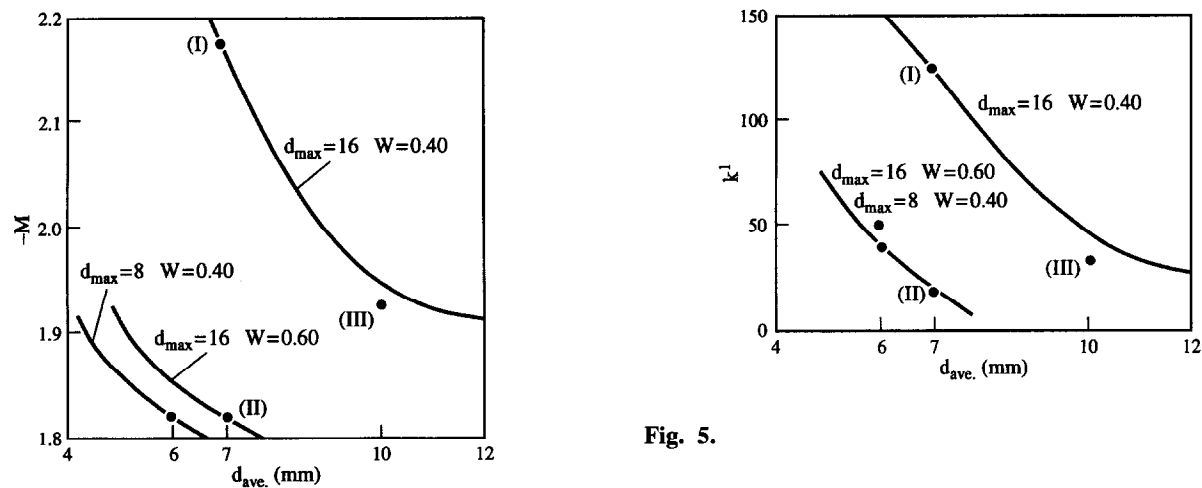 2.2
2.1
2.0
1.9
1.8
–M
(I)
d_max=16 W=0.40
d_max=8 W=0.40
(III)
d_max=16 W=0.60
(II)
4 6 7 10 12
d_ave. (mm)
150
100
50
0
k¹
(I)
d_max=16 W=0.40
d_max=16 W=0.60
d_max=8 W=0.40
(III)
(II)
4 6 7 10 12
d_ave. (mm)
Fig. 5.